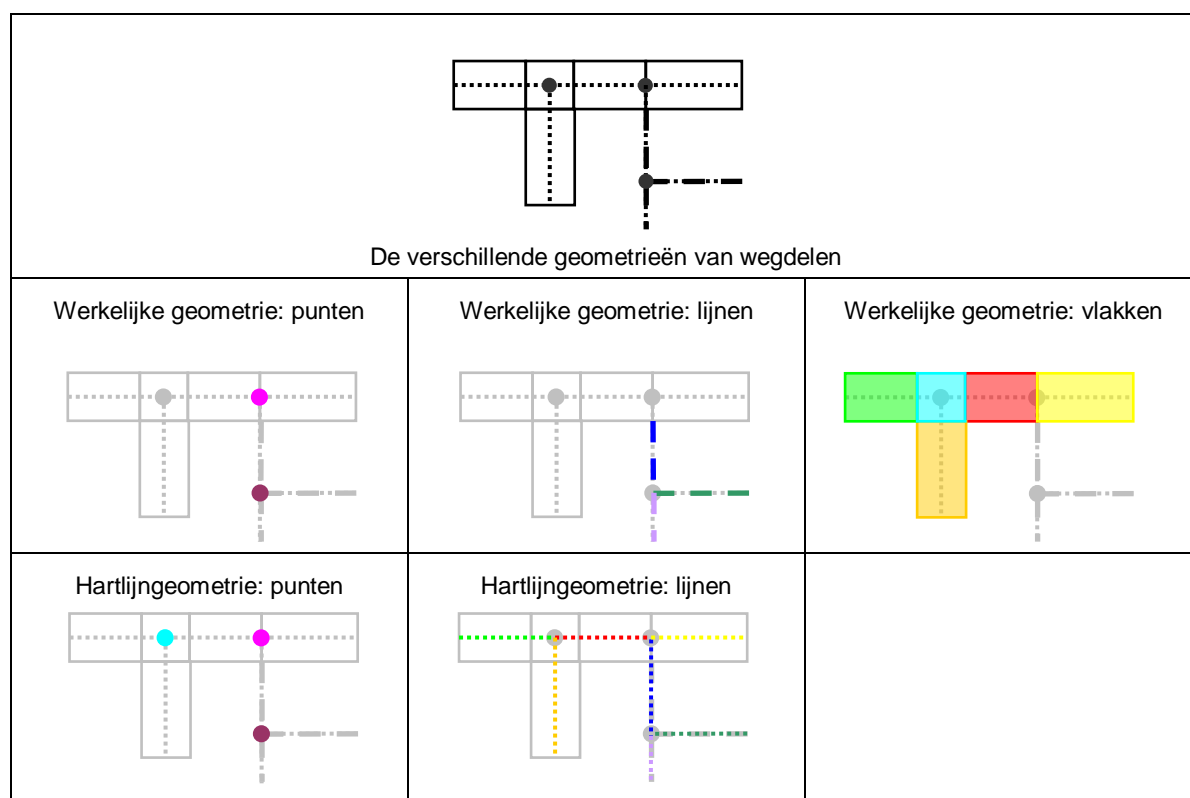 De verschillende geometrieën van wegdelen
Werkelijke geometrie: punten
Werkelijke geometrie: lijnen
Werkelijke geometrie: vlakken
Hartlijngeometrie: punten
Hartlijngeometrie: lijnen